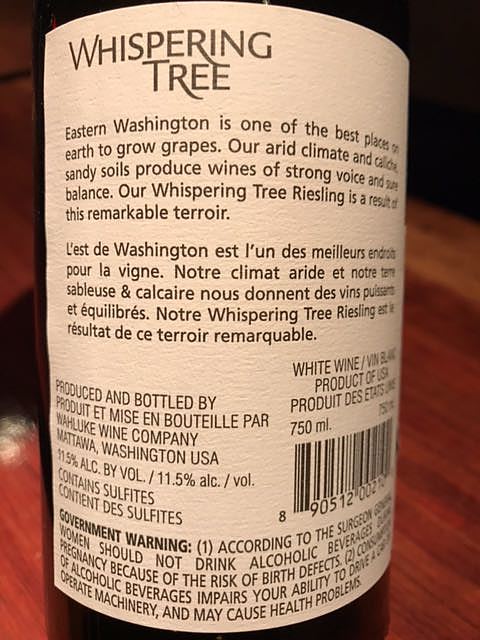 WHISPERING
TREE
Eastern Washington is one of the best places on
earth to grow grapes. Our arid climate and caliche,
sandy soils produce wines of strong voice and sure
balance. Our Whispering Tree Riesling is a result of
this remarkable terroir.
L'est de Washington est l'un des meilleurs endroits
pour la vigne. Notre climat aride et notre terre
sableuse & calcaire nous donnent des vins puissants
et équilibrés. Notre Whispering Tree Riesling est le
résultat de ce terroir remarquable.
WHITE WINE / VIN BLANC
PRODUCT OF USA
PRODUIT DES ETATS UNIS
750 ml.
PRODUCED AND BOTTLED BY
PRODUIT ET MISE EN BOUTEILLE PAR
WAHLUKE WINE COMPANY
MATTAWA, WASHINGTON USA
11.5% ALC. BY VOL. / 11.5% alc. / vol.
CONTAINS SULFITES
CONTIENT DES SULFITES
8 90512 00210
GOVERNMENT WARNING: (1) ACCORDING TO THE SURGEON GENERAL,
WOMEN SHOULD NOT DRINK ALCOHOLIC BEVERAGES DURING
PREGNANCY BECAUSE OF THE RISK OF BIRTH DEFECTS. (2) CONSUMPTION
OF ALCOHOLIC BEVERAGES IMPAIRS YOUR ABILITY TO DRIVE A CAR OR
OPERATE MACHINERY, AND MAY CAUSE HEALTH PROBLEMS.